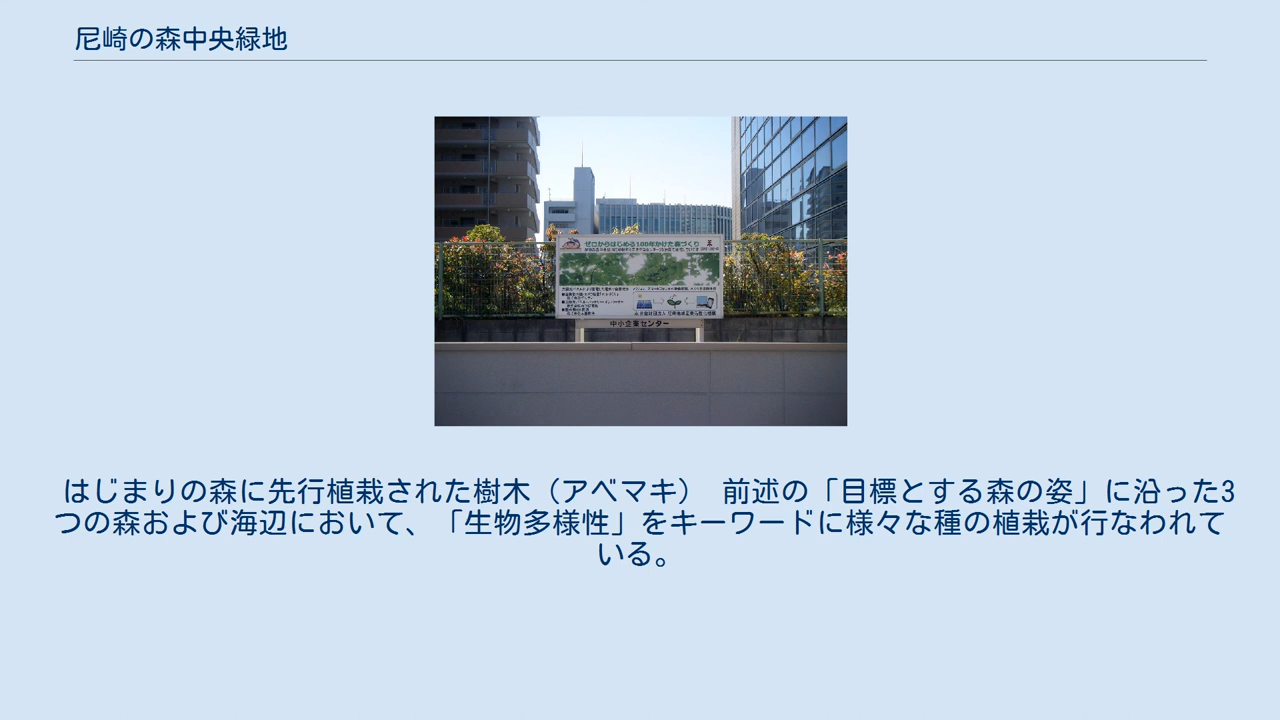 尼崎の森中央緑地
ゼロからはじめる100年かけた森づくり
中小企業センター
はじまりの森に先行植栽された樹木（アベマキ） 前述の「目標とする森の姿」に沿った3
つの森および海辺において、「生物多様性」をキーワードに様々な種の植栽が行なわれて
いる。